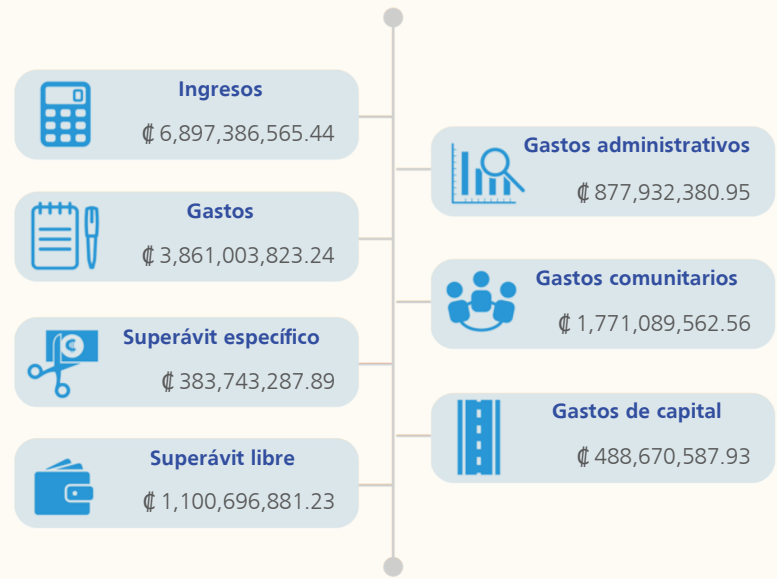 Ingresos
₡ 6,897,386,565.44
Gastos
₡ 3,861,003,823.24
Superávit específico
₡ 383,743,287.89
Superávit libre
₡ 1,100,696,881.23
Gastos administrativos
₡ 877,932,380.95
Gastos comunitarios
₡ 1,771,089,562.56
Gastos de capital
₡ 488,670,587.93